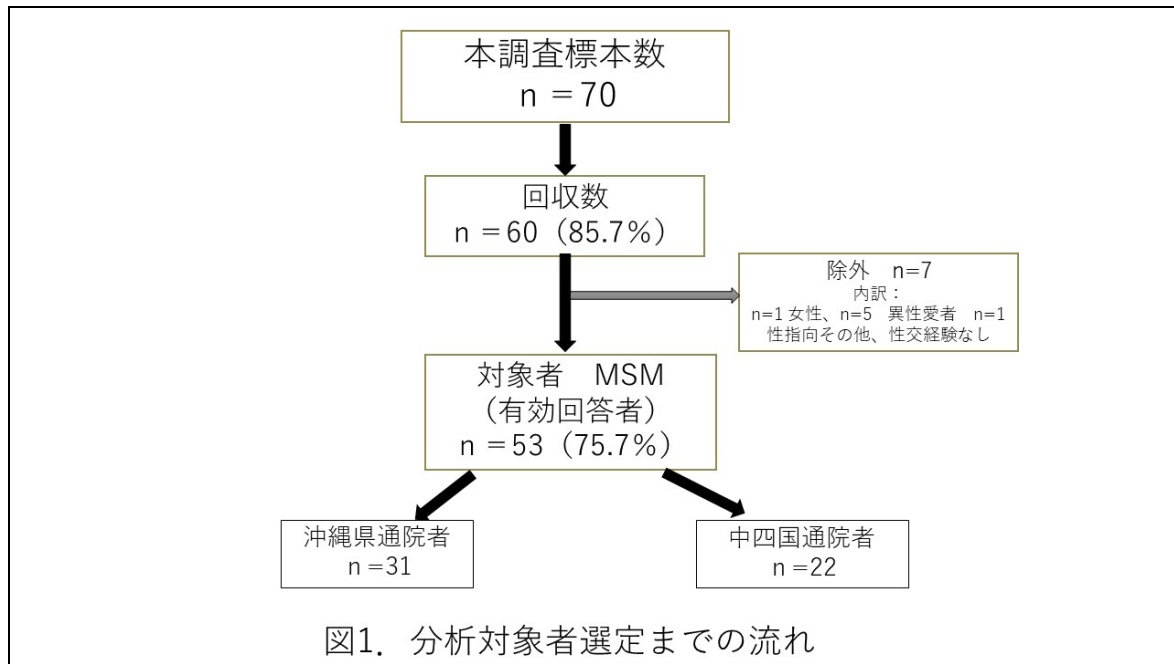 本調査標本数
n = 70
回収数
n = 60（85.7%）
除外　n=7
内訳：
n=1 女性、n=5　異性愛者　n=1
性指向その他、性交経験なし
対象者　MSM
（有効回答者）
n = 53（75.7%）
沖縄県通院者
n =31
中四国通院者
n =22
図1．分析対象者選定までの流れ